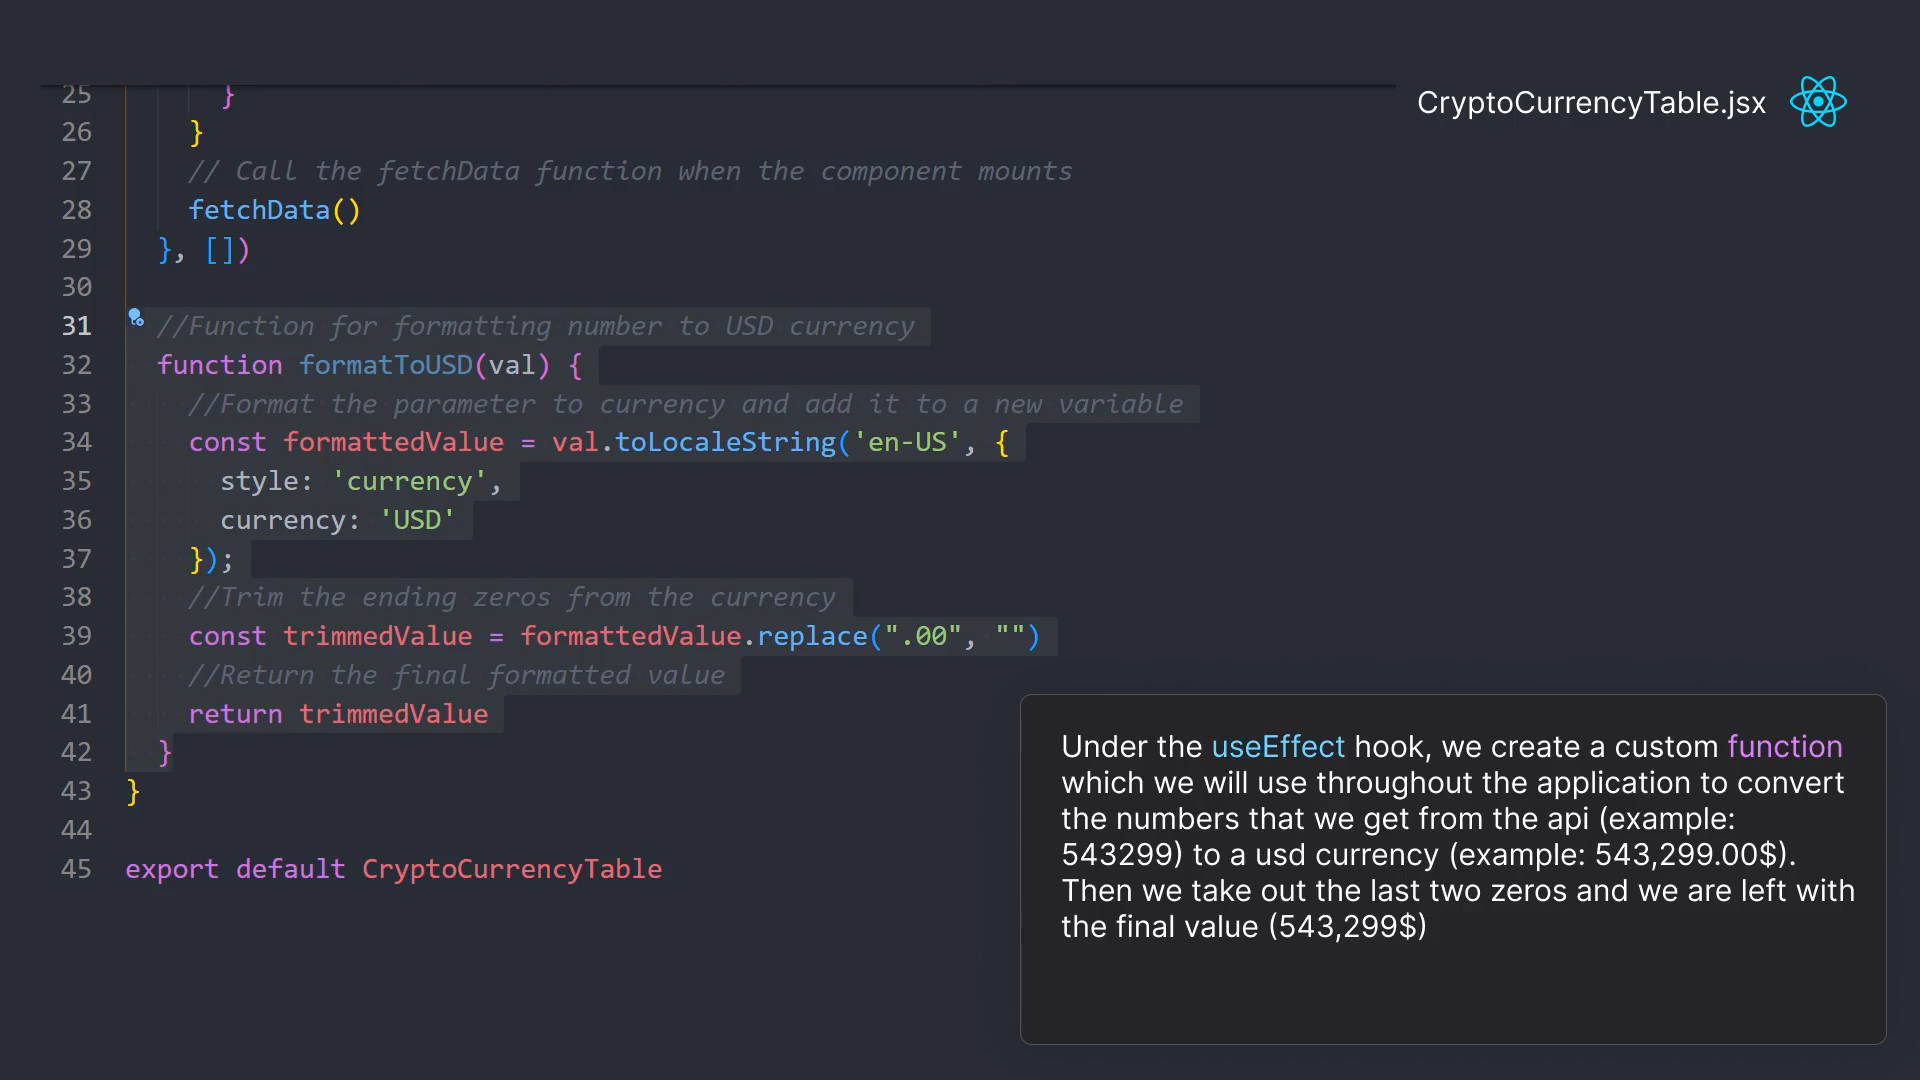 CryptoCurrencyTable.jsx
25 }
26 }
27 // Call the fetchData function when the component mounts
28 fetchData()
29 }, [])
30
31 //Function for formatting number to USD currency
32 function formatToUSD(val) {
33 //Format the parameter to currency and add it to a new variable
34 const formattedValue = val.toLocaleString('en-US', {
35 style: 'currency',
36 currency: 'USD'
37 });
38 //Trim the ending zeros from the currency
39 const trimmedValue = formattedValue.replace(".00", "")
40 //Return the final formatted value
41 return trimmedValue
42 }
43 }
44
45 export default CryptoCurrencyTable
Under the useEffect hook, we create a custom function
which we will use throughout the application to convert
the numbers that we get from the api (example:
543299) to a usd currency (example: 543,299.00$).
Then we take out the last two zeros and we are left with
the final value (543,299$)